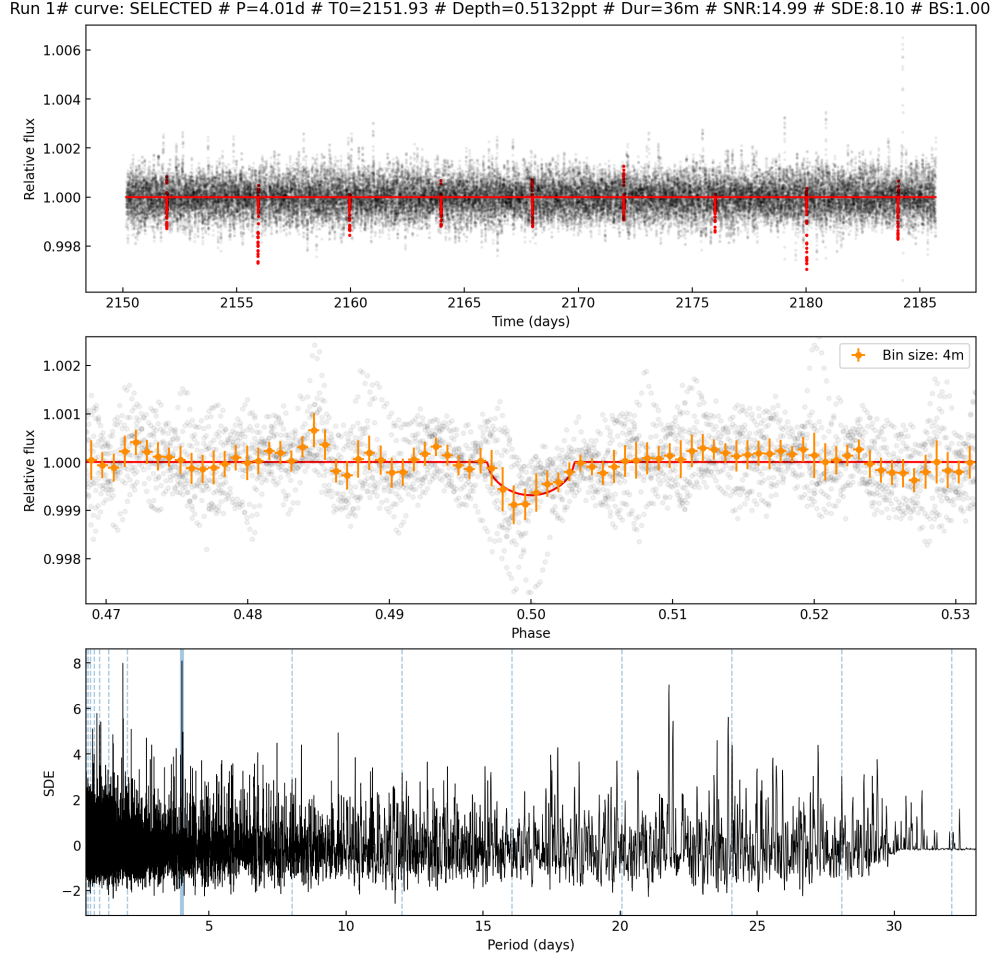 Run 1# curve: SELECTED # P=4.01d # T0=2151.93 # Depth=0.5132ppt # Dur=36m # SNR:14.99 # SDE:8.10 # BS:1.00
1.006
1.004
1.002
1.000
0.998
Relative flux
2150 2155 2160 2165 2170 2175 2180 2185
Time (days)
Bin size: 4m
1.002
1.001
1.000
0.999
0.998
Relative flux
0.47 0.48 0.49 0.50 0.51 0.52 0.53
Phase
8
6
4
2
0
−2
SDE
5 10 15 20 25 30
Period (days)